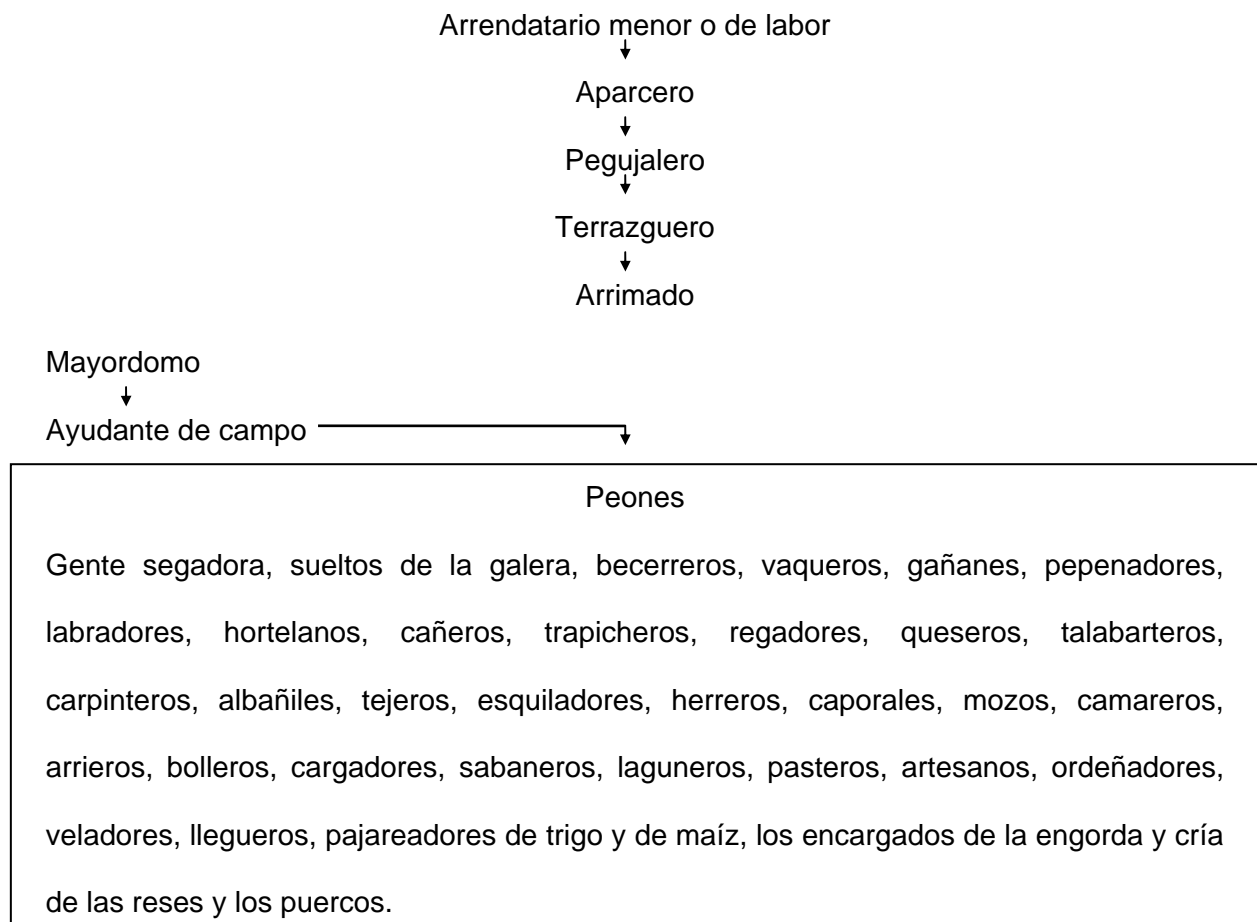 Arrendatario menor o de labor
Aparcero
Pegujalero
Terrazguero
Arrimado
Mayordomo
Ayudante de campo
Peones
Gente segadora, sueltos de la galera, becerreros, vaqueros, gañanes, pepenadores,
labradores, hortelanos, cañeros, trapicheros, regadores, queseros, talabarteros,
carpinteros, albañiles, tejeros, esquiladores, herreros, caporales, mozos, camareros,
arrieros, bolleros, cargadores, sabaneros, laguneros, pasteros, artesanos, ordeñadores,
veladores, llegueros, pajareadores de trigo y de maíz, los encargados de la engorda y cría
de las reses y los puercos.